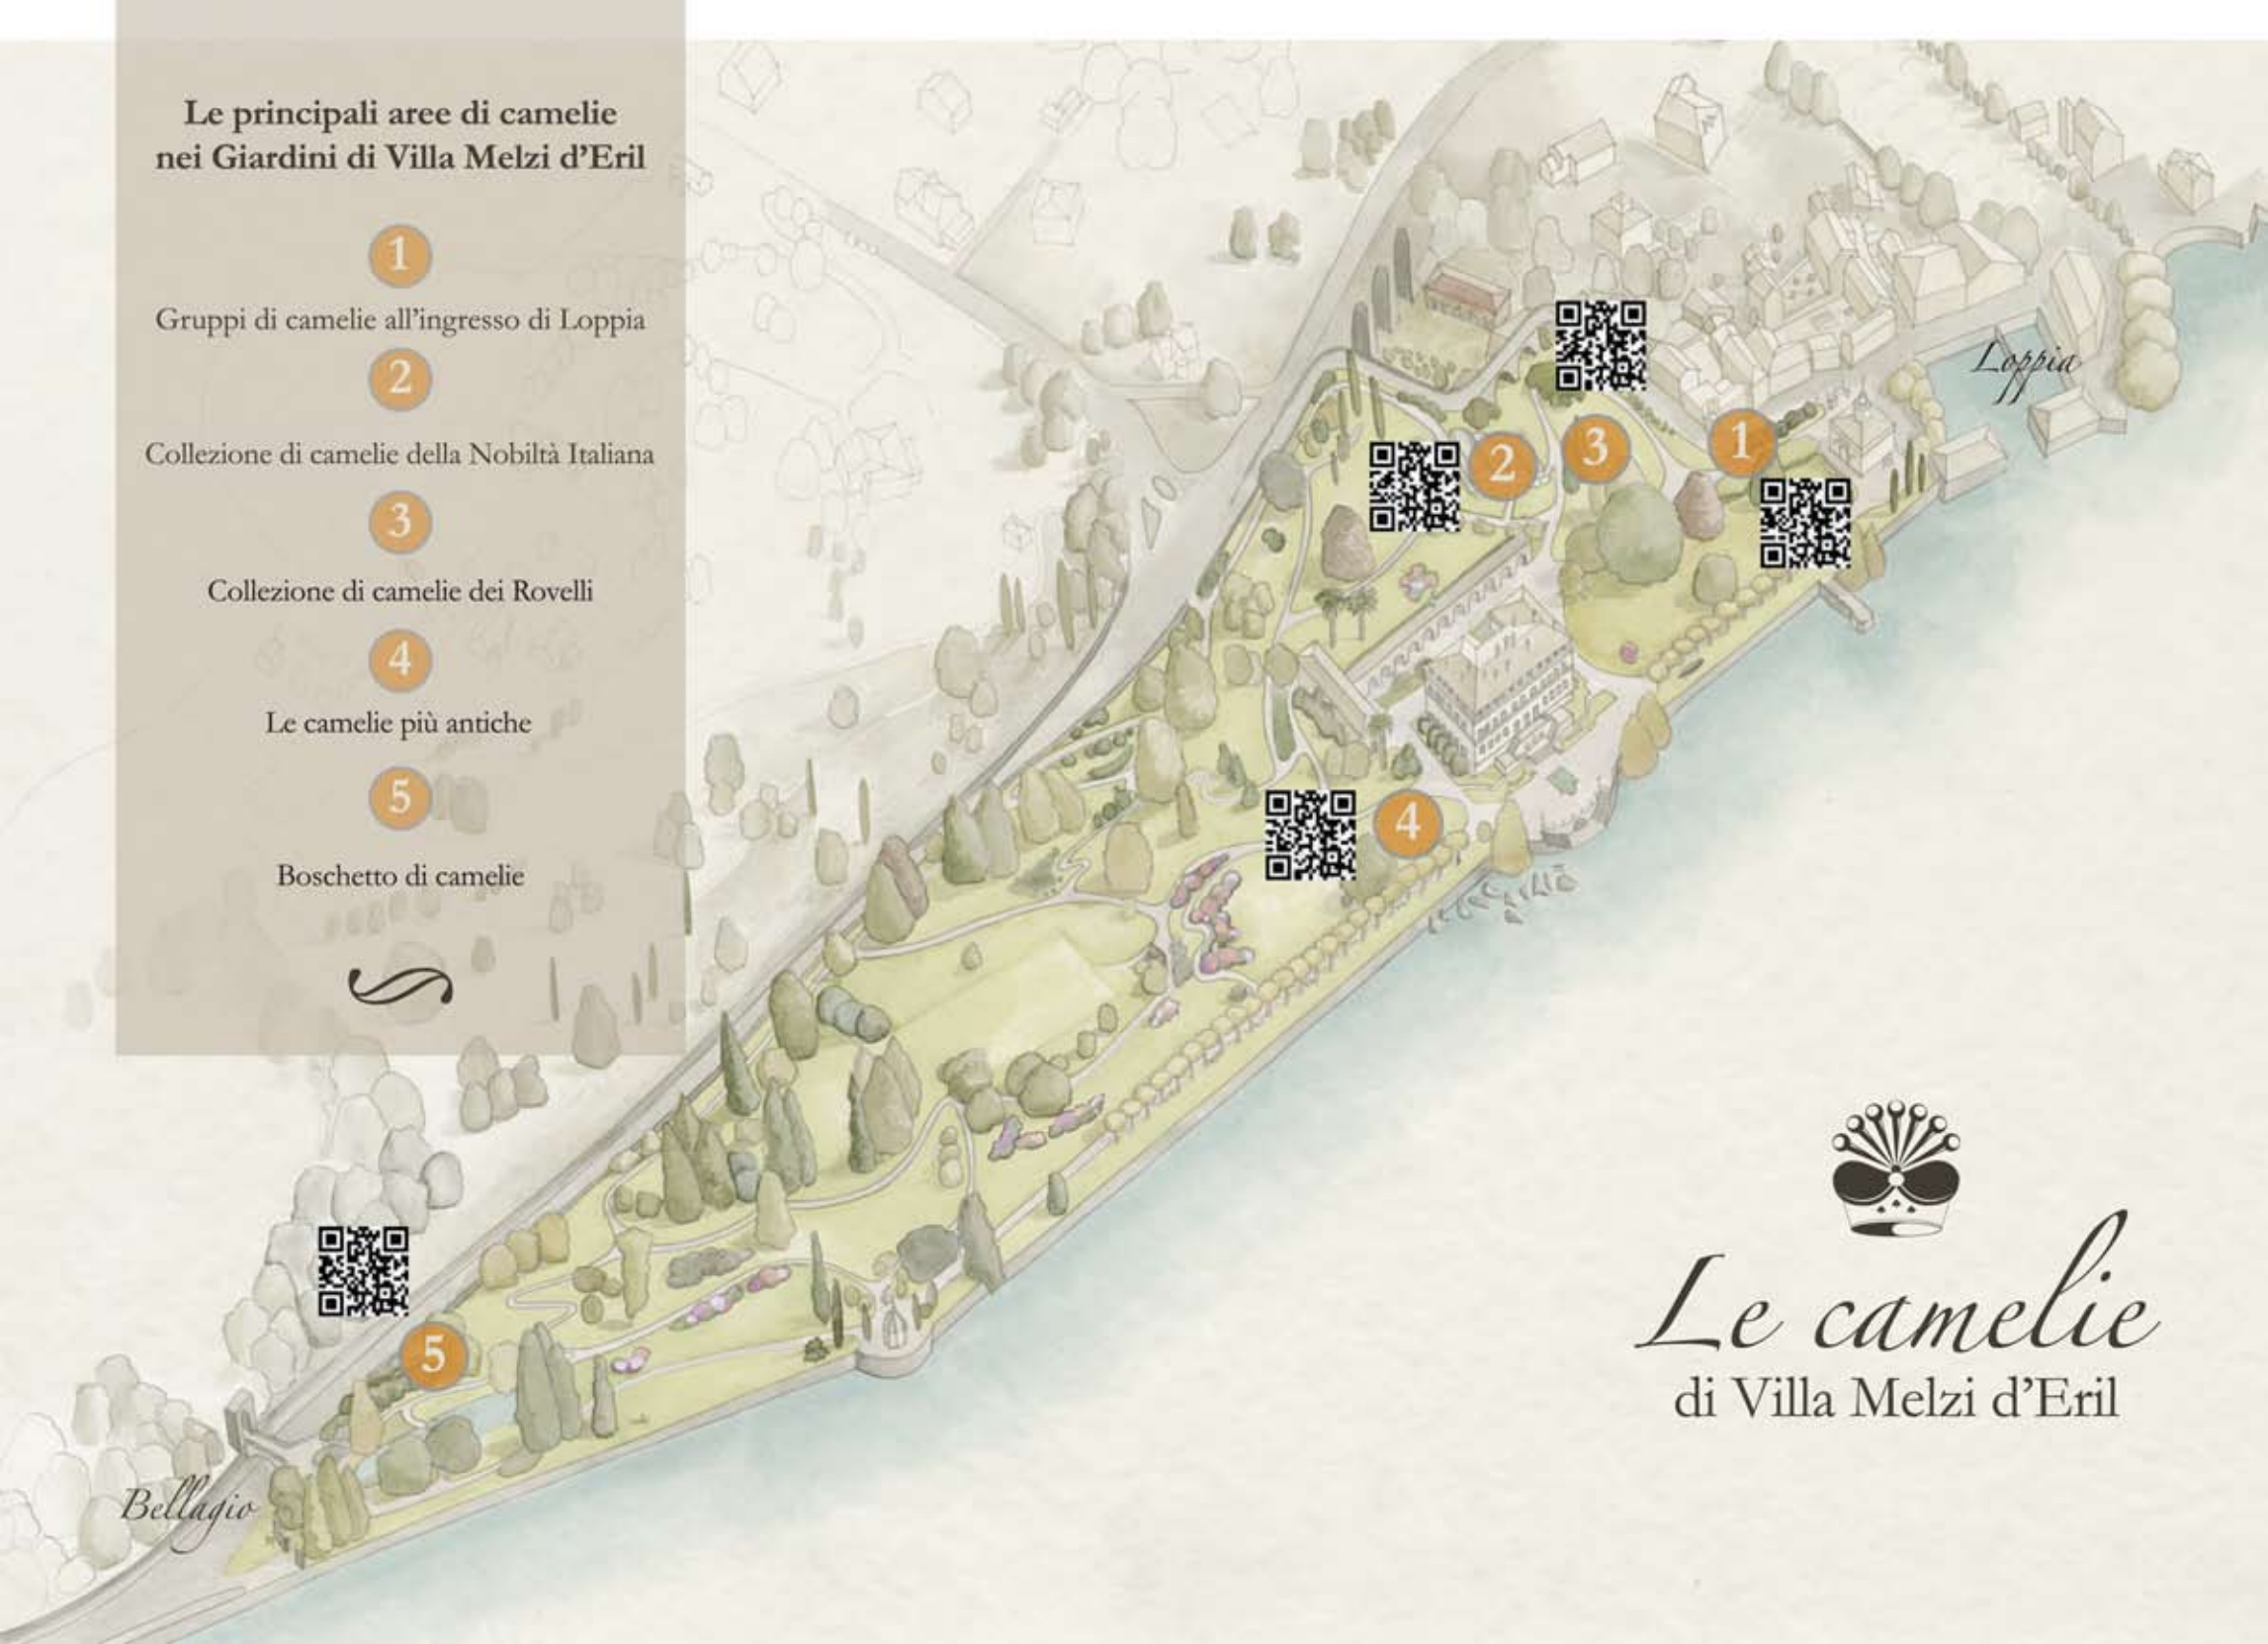 Le principali aree di camelie
nei Giardini di Villa Melzi d'Eril
1
Gruppi di camelie all'ingresso di Loppia
2
Collezione di camelie della Nobiltà Italiana
3
Collezione di camelie dei Rovelli
4
Le camelie più antiche
5
Boschetto di camelie
Loppia
1
3
2
4
5
Bellagio
Le camelie
di Villa Melzi d'Eril